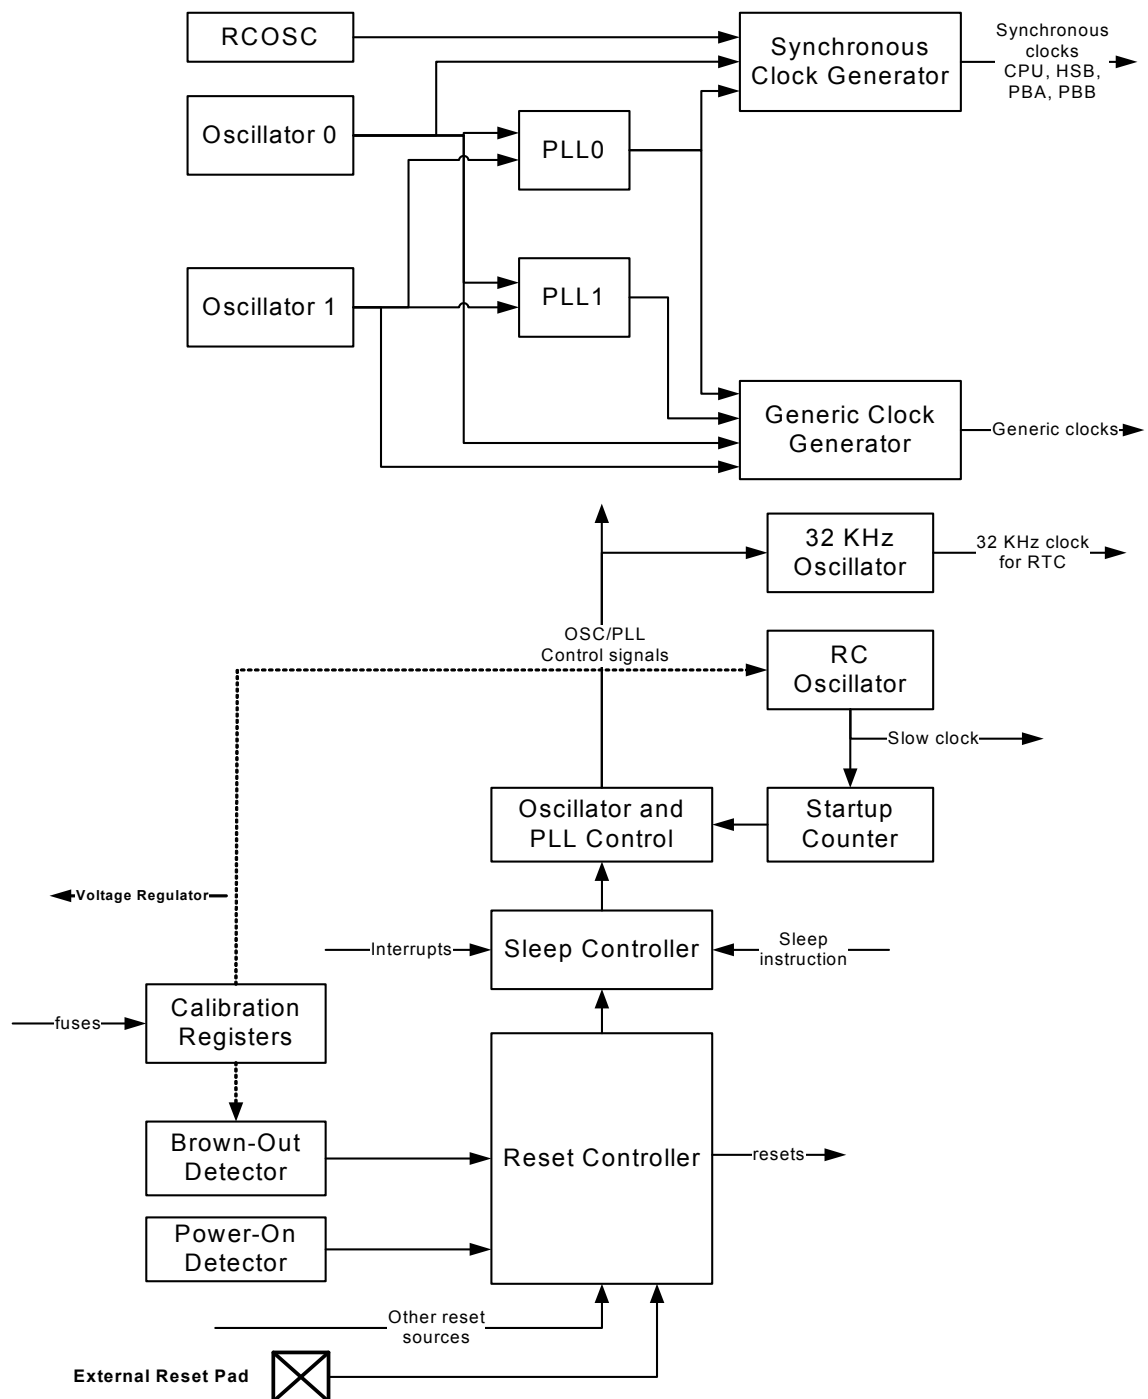 RCOSC
Synchronous
Clock Generator
Synchronous
clocks
CPU, HSB,
PBA, PBB
Oscillator 0
PLL0
Oscillator 1
PLL1
Generic Clock
Generator
Generic clocks
32 KHz
Oscillator
32 KHz clock
for RTC
OSC/PLL
Control signals
RC
Oscillator
Slow clock
Oscillator and
PLL Control
Startup
Counter
Voltage Regulator
Interrupts
Sleep Controller
Sleep
instruction
fuses
Calibration
Registers
Brown-Out
Detector
Reset Controller
resets
Power-On
Detector
Other reset
sources
External Reset Pad